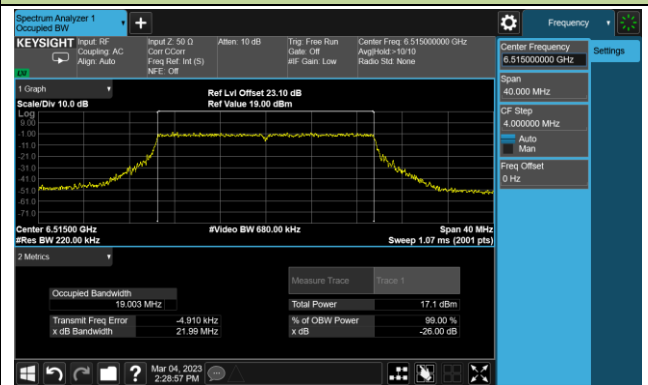 Spectrum Analyzer 1
Occupied BW
+
Frequency
KEYSIGHT
Input: RF
Coupling: AC
Align: Auto
Input Z: 50 Ω
Corr CCorr
Freq Ref: Int (S)
NFE: Off
Atten: 10 dB
Trig: Free Run
Gate: Off
#IF Gain: Low
Center Freq: 6.515000000 GHz
Avg|Hold:>10/10
Radio Std: None
LXI
Center Frequency
6.515000000 GHz
Settings
Span
40.000 MHz
CF Step
4.000000 MHz
Auto
Man
Freq Offset
0 Hz
1 Graph
Scale/Div 10.0 dB
Ref Lvl Offset 23.10 dB
Ref Value 19.00 dBm
Log
9.00
-1.00
-11.0
-21.0
-31.0
-41.0
-51.0
-61.0
-71.0
Center 6.51500 GHz
#Video BW 680.00 kHz
Span 40 MHz
#Res BW 220.00 kHz
Sweep 1.07 ms (2001 pts)
2 Metrics
Measure Trace
Trace 1
Occupied Bandwidth
19.003 MHz
Total Power
17.1 dBm
Transmit Freq Error
-4.910 kHz
% of OBW Power
99.00 %
x dB Bandwidth
21.99 MHz
x dB
-26.00 dB
?
Mar 04, 2023
2:28:57 PM